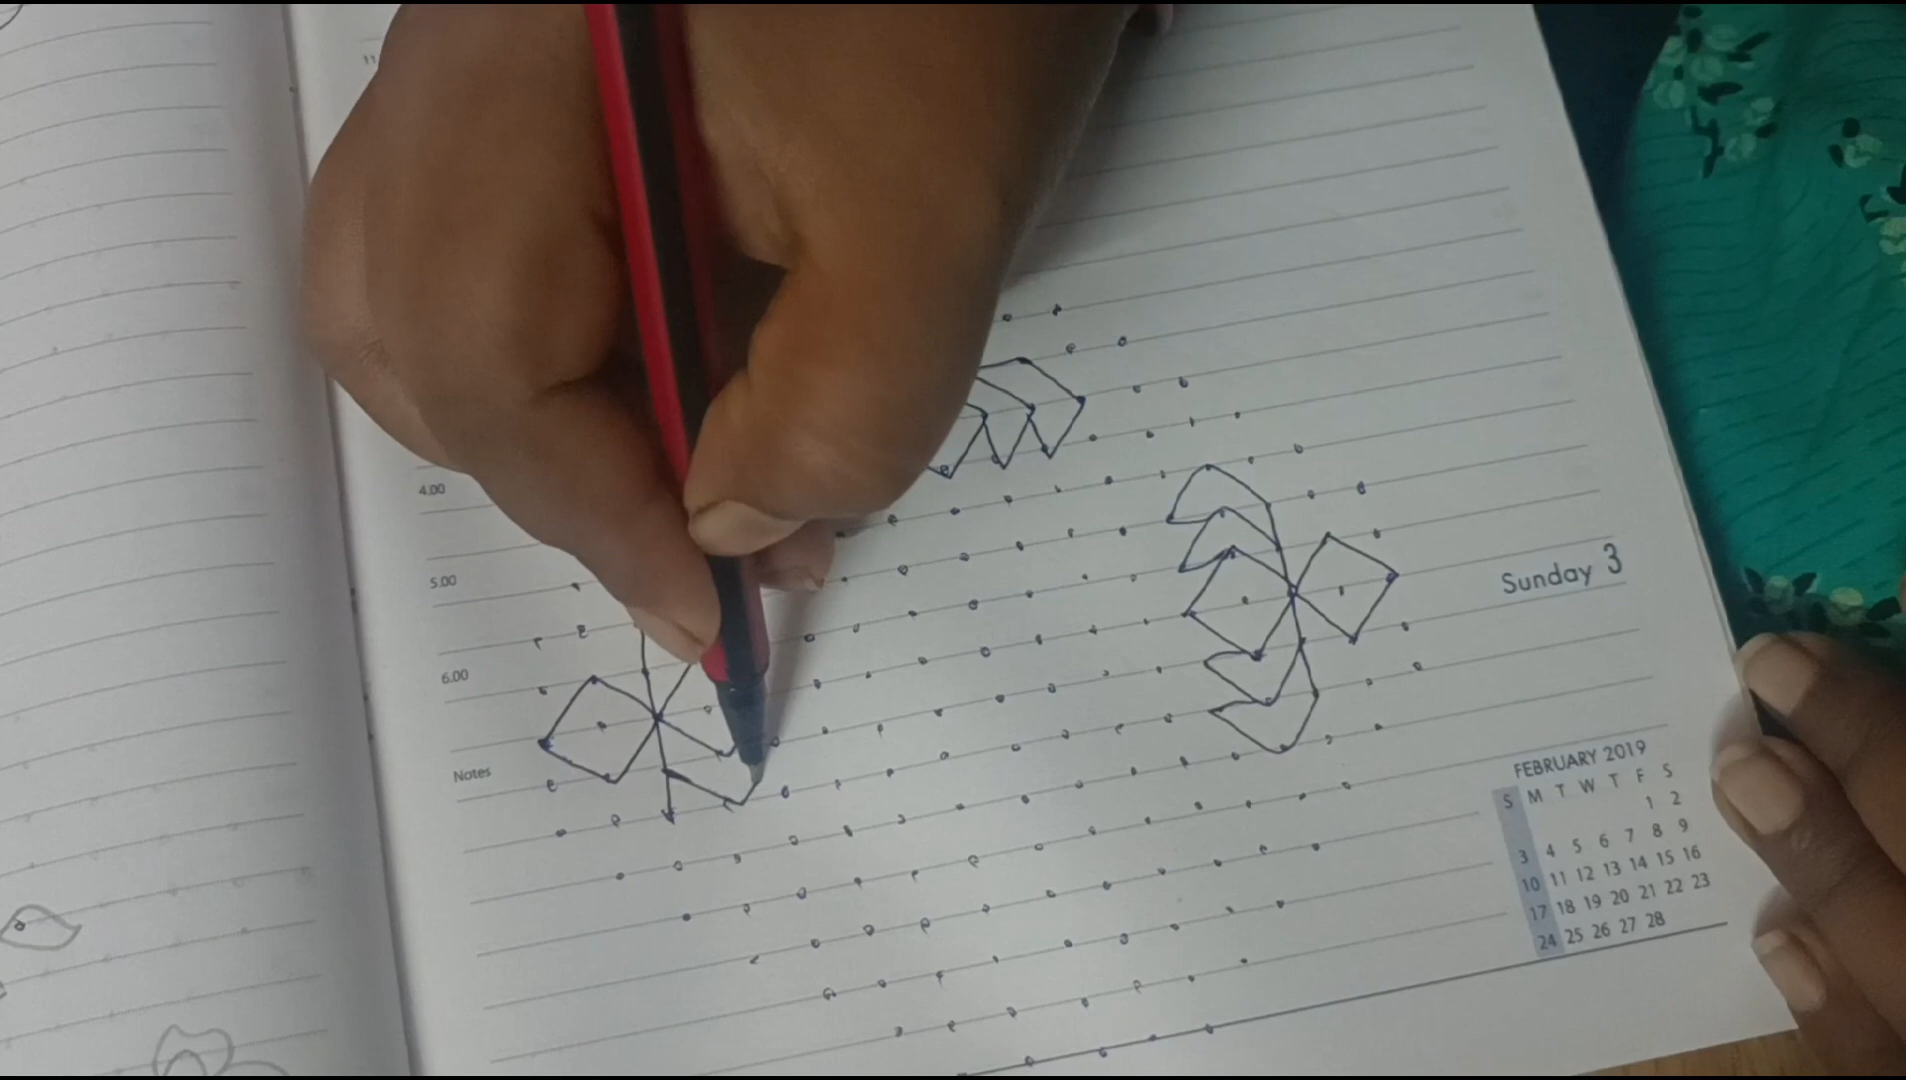 4.00
5.00
6.00
Notes
Sunday 3
FEBRUARY 2019
S M T W T F S
1 2
3 4 5 6 7 8 9
10 11 12 13 14 15 16
17 18 19 20 21 22 23
24 25 26 27 28